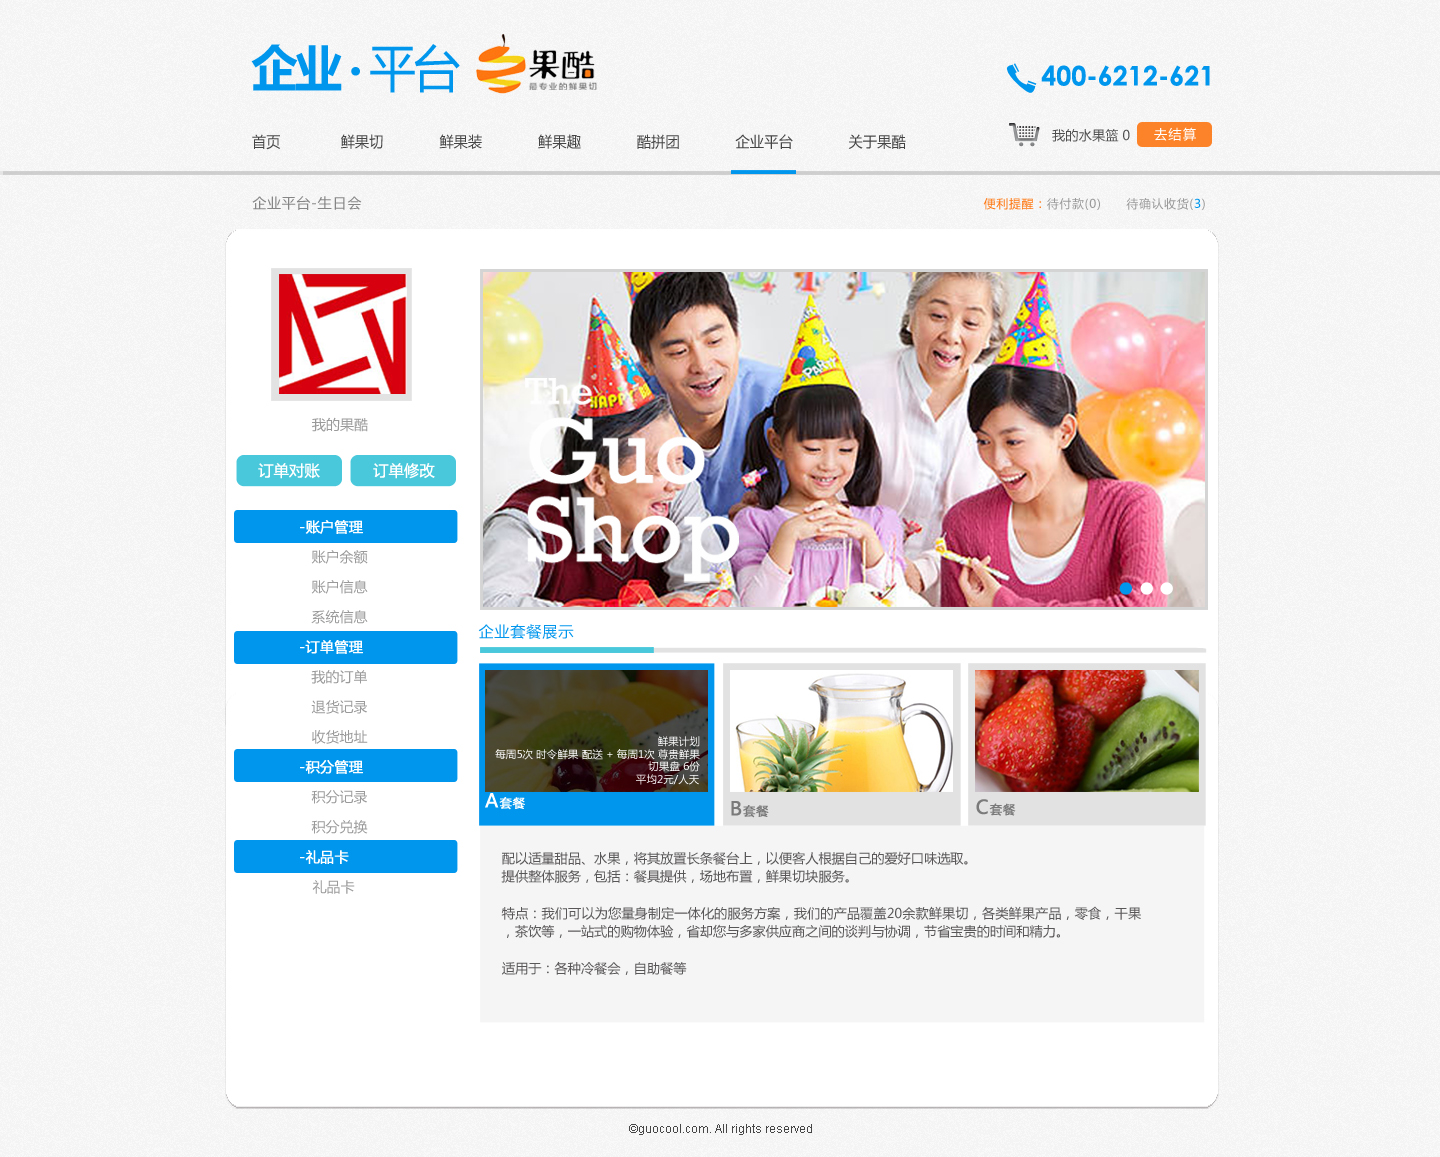 企业·平台 果酷
最专业的鲜果切
400-6212-621
首页 鲜果切 鲜果装 鲜果趣 酷拼团 企业平台 关于果酷
我的水果篮 0 去结算
企业平台-生日会
便利提醒：待付款(0) 待确认收货(3)
我的果酷
订单对账 订单修改
-账户管理
账户余额
账户信息
系统信息
-订单管理
我的订单
退货记录
收货地址
-积分管理
积分记录
积分兑换
-礼品卡
礼品卡
HAPPY
PARTY
The
Guo
Shop
企业套餐展示
鲜果计划
每周5次 时令鲜果 配送 + 每周1次 尊贵鲜果
切果盘 6份
平均2元/人天
A套餐
B套餐
C套餐
配以适量甜品、水果，将其放置长条餐台上，以便客人根据自己的爱好口味选取。
提供整体服务，包括：餐具提供，场地布置，鲜果切块服务。
特点：我们可以为您量身制定一体化的服务方案，我们的产品覆盖20余款鲜果切，各类鲜果产品，零食，干果
，茶饮等，一站式的购物体验，省却您与多家供应商之间的谈判与协调，节省宝贵的时间和精力。
适用于：各种冷餐会，自助餐等
©guocool.com. All rights reserved